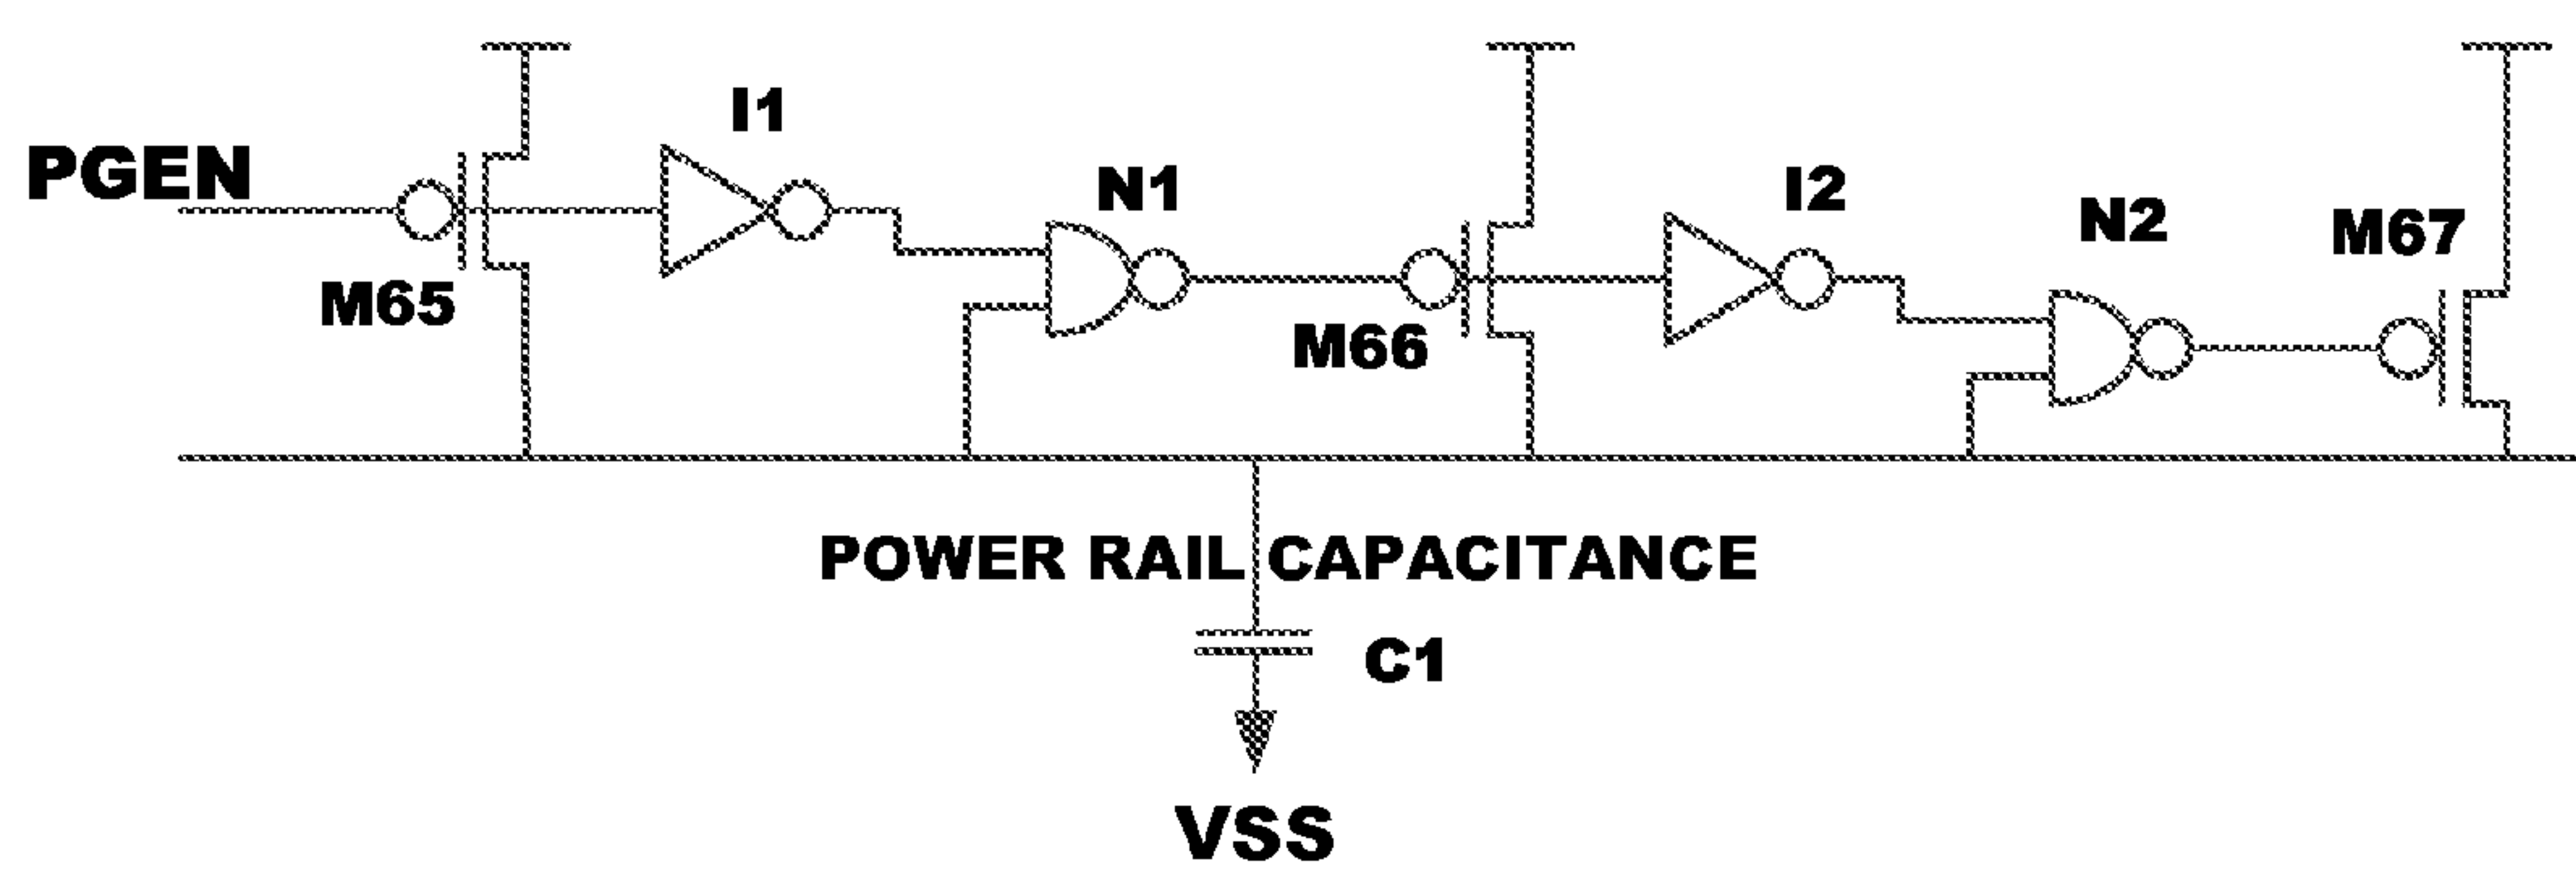 PGEN
M65
I1
N1
M66
I2
N2
M67
POWER RAIL CAPACITANCE
C1
VSS